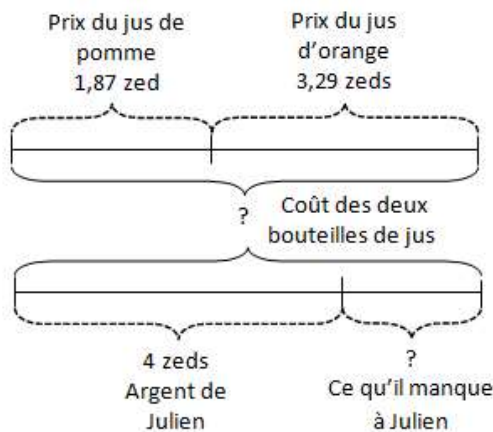 Prix du jus de
pomme
1,87 zed
Prix du jus
d'orange
3,29 zeds
? Coût des deux
bouteilles de jus
4 zeds
Argent de
Julien
?
Ce qu'il manque
à Julien